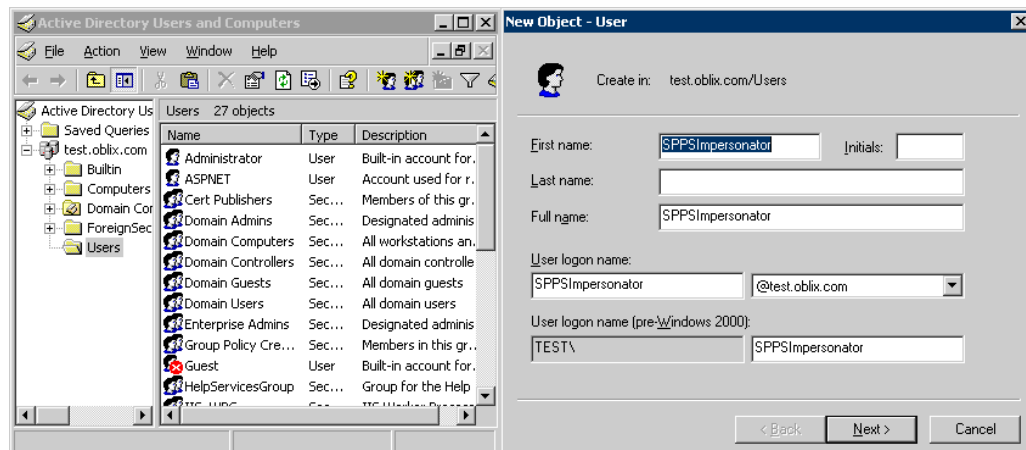 Active Directory Users and Computers
File Action View Window Help
Active Directory Us
Saved Queries
test.oblix.com
Builtin
Computers
Domain Cor
ForeignSec
Users
Users 27 objects
Name Type Description
Administrator User Built-in account for.
ASPNET User Account used for r.
Cert Publishers Sec... Members of this gr.
Domain Admins Sec... Designated adminis
Domain Computers Sec... All workstations an.
Domain Controllers Sec... All domain controlle
Domain Guests Sec... All domain guests
Domain Users Sec... All domain users
Enterprise Admins Sec... Designated adminis
Group Policy Cre... Sec... Members in this gr..
Guest User Built-in account for.
HelpServicesGroup Sec... Group for the Help
New Object - User
Create in: test.oblix.com/Users
First name: SPPSImpersonator Initials:
Last name:
Full name: SPPSImpersonator
User logon name:
SPPSImpersonator @test.oblix.com
User logon name (pre-Windows 2000):
TEST\ SPPSImpersonator
< Back Next > Cancel